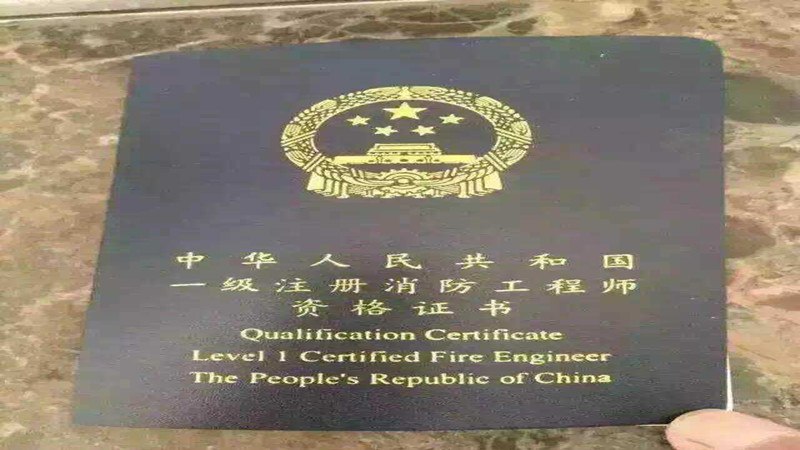 中华人民共和国
一级注册消防工程师
资格证书
Qualification Certificate
Level 1 Certified Fire Engineer
The People's Republic of China